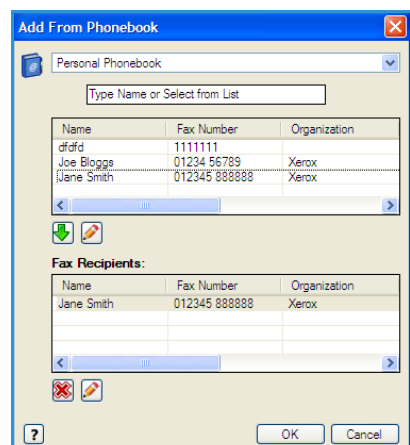 Add From Phonebook
Personal Phonebook
Type Name or Select from List
Name Fax Number Organization
dfdfd 1111111
Joe Bloggs 01234 56789 Xerox
Jane Smith 012345 888888 Xerox
Fax Recipients:
Name Fax Number Organization
Jane Smith 012345 888888 Xerox
? OK Cancel